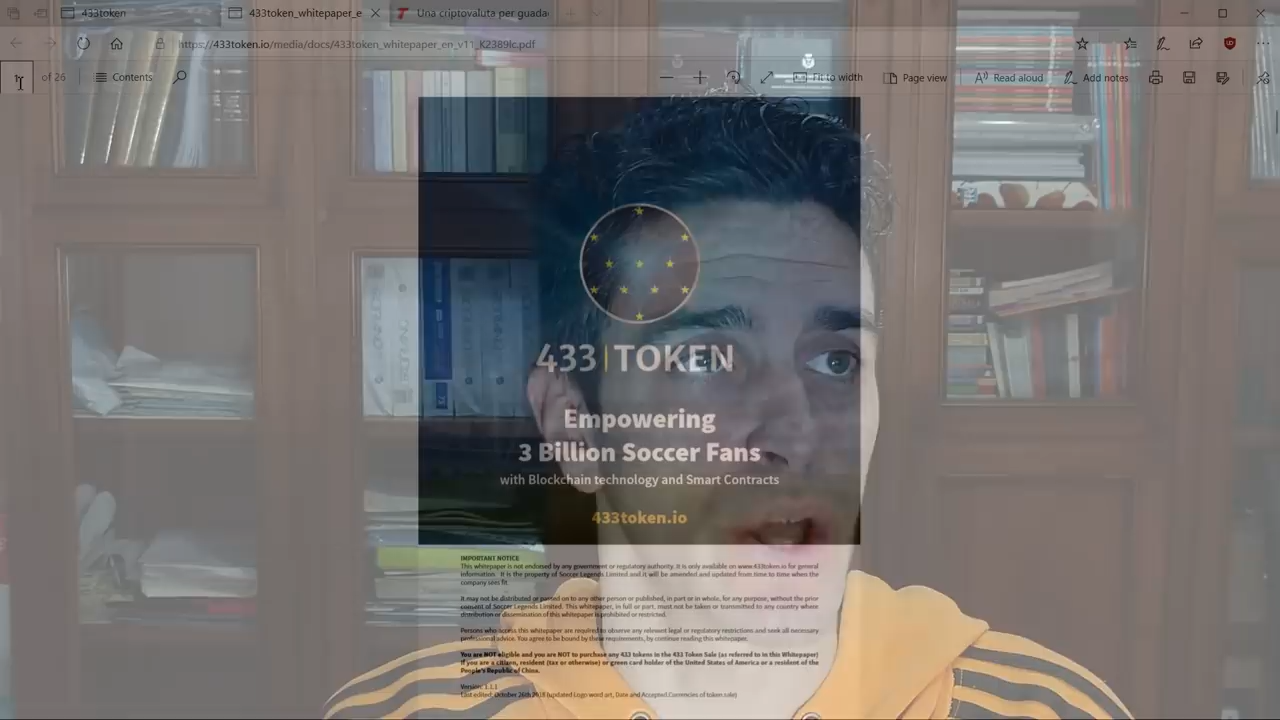 433token
433token_whitepaper_e
Una criptovaluta per guada
https://433token.io/media/docs/433token_whitepaper_en_v11_K2389lc.pdf
of 26
Contents
Fit to width
Page view
Read aloud
Add notes
433|TOKEN
Empowering
3 Billion Soccer Fans
with Blockchain technology and Smart Contracts
433token.io
IMPORTANT NOTICE
This whitepaper is not endorsed by any government or regulatory authority. It is only available on www.433token.io for general
information. It is the property of Soccer Legends Limited and it will be amended and updated from time to time when the
company sees fit.
It may not be distributed or passed on to any other person or published, in part or in whole, for any purpose, without the prior
consent of Soccer Legends Limited. This whitepaper, in full or part, must not be taken or transmitted to any country where
distribution or dissemination of this whitepaper is prohibited or restricted.
Persons who access this whitepaper are required to observe any relevant legal or regulatory restrictions and seek all necessary
professional advice. You agree to be bound by these requirements, by continue reading this whitepaper.
You are NOT eligible and you are NOT to purchase any 433 tokens in the 433 Token Sale (as referred to in this Whitepaper)
if you are a citizen, resident (tax or otherwise) or green card holder of the United States of America or a resident of the
People's Republic of China.
Version: 1.1.1
Last edited: October 26th 2018 (updated Logo word art, Date and Accepted Currencies of token sale)